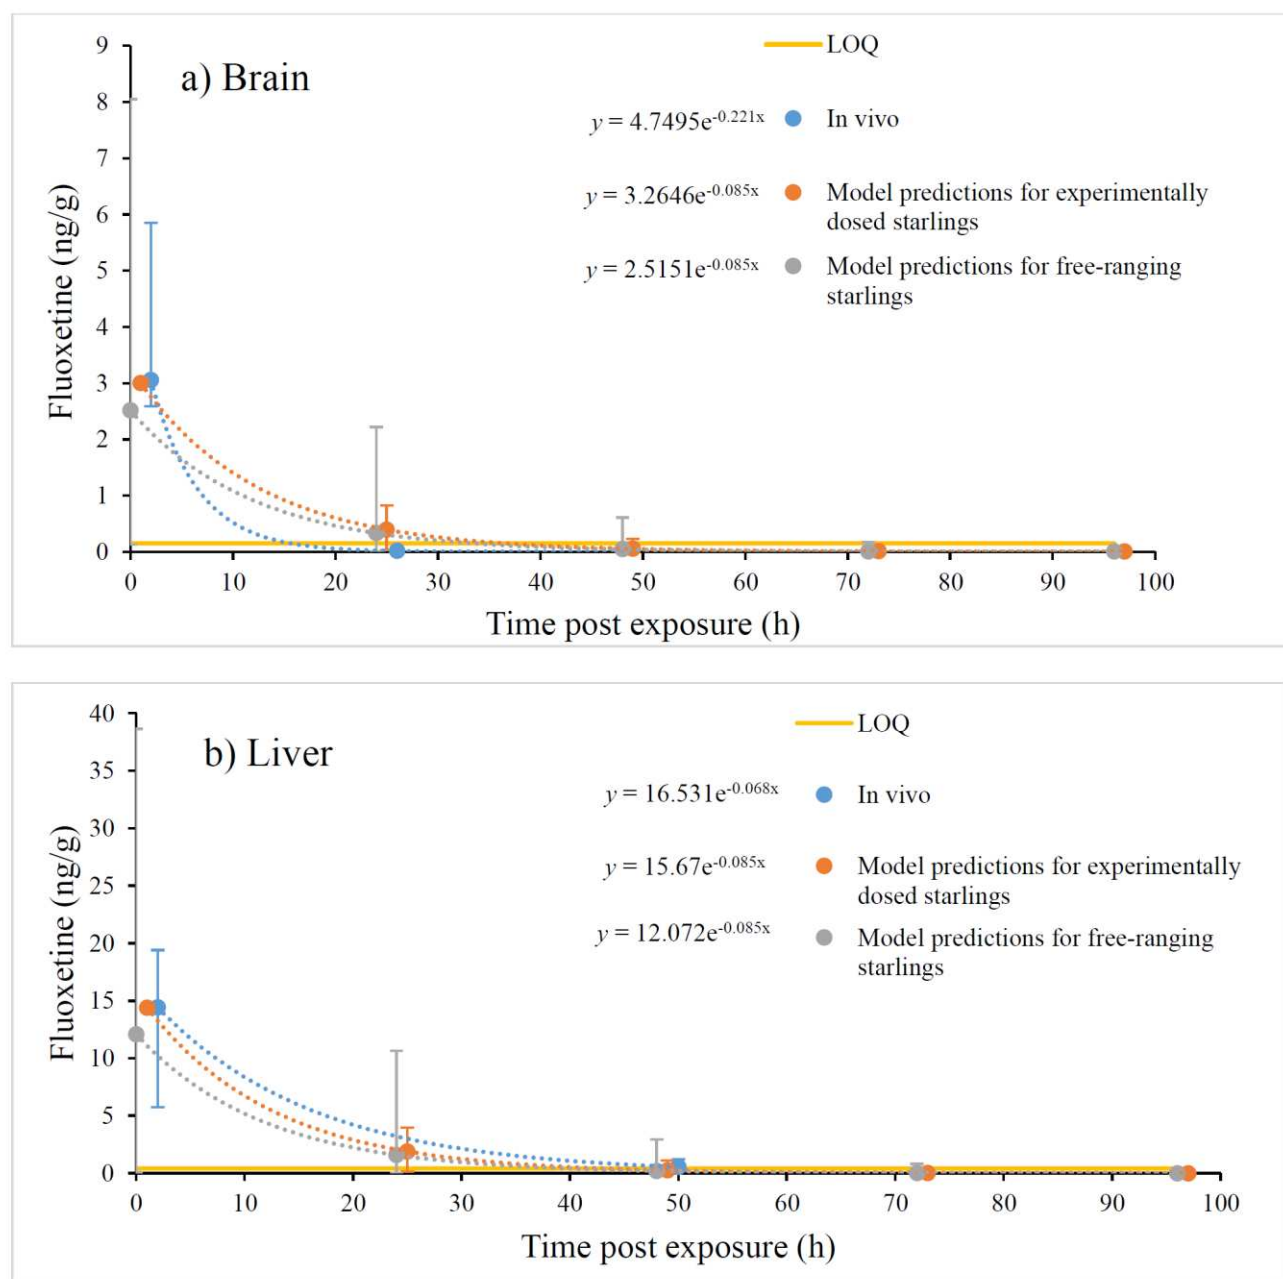 a) Brain
LOQ
y = 4.7495e^-0.221x
In vivo
y = 3.2646e^-0.085x
Model predictions for experimentally
dosed starlings
y = 2.5151e^-0.085x
Model predictions for free-ranging
starlings
Fluoxetine (ng/g)
9
8
7
6
5
4
3
2
1
0
0 10 20 30 40 50 60 70 80 90 100
Time post exposure (h)
b) Liver
LOQ
y = 16.531e^-0.068x
In vivo
y = 15.67e^-0.085x
Model predictions for experimentally
dosed starlings
y = 12.072e^-0.085x
Model predictions for free-ranging
starlings
Fluoxetine (ng/g)
40
35
30
25
20
15
10
5
0
0 10 20 30 40 50 60 70 80 90 100
Time post exposure (h)